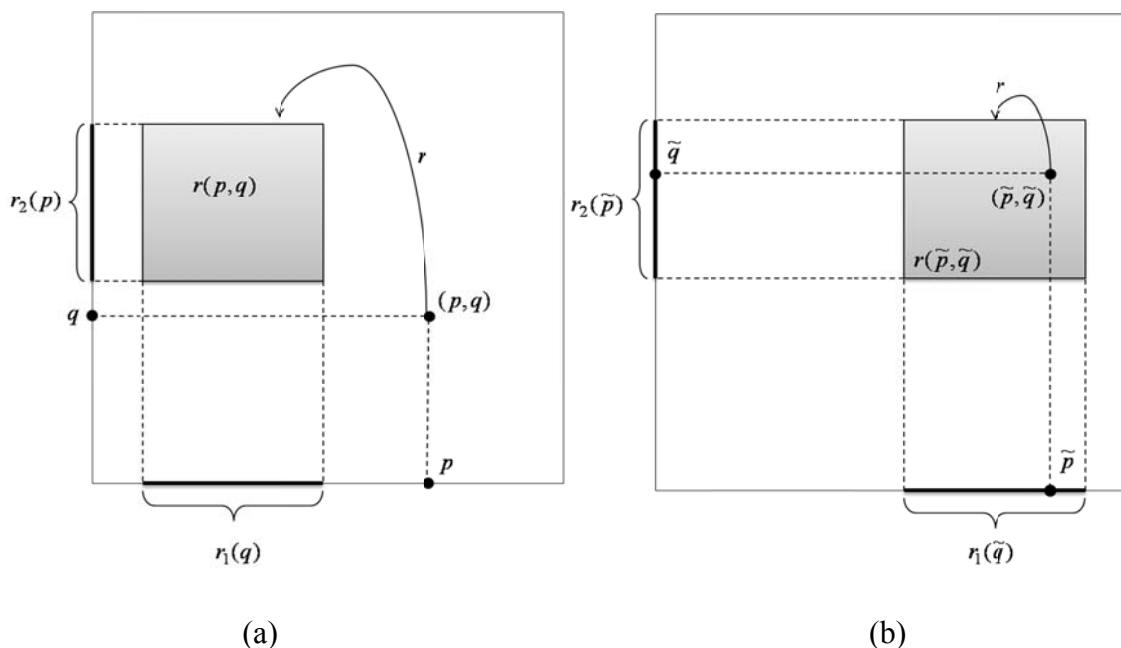 r
r(p,q)
r₂(p)
(p,q)
q
p
r₁(q)
(a)
r
q̃
(p̃,q̃)
r₂(p̃)
r(p̃,q̃)
p̃
r₁(q̃)
(b)